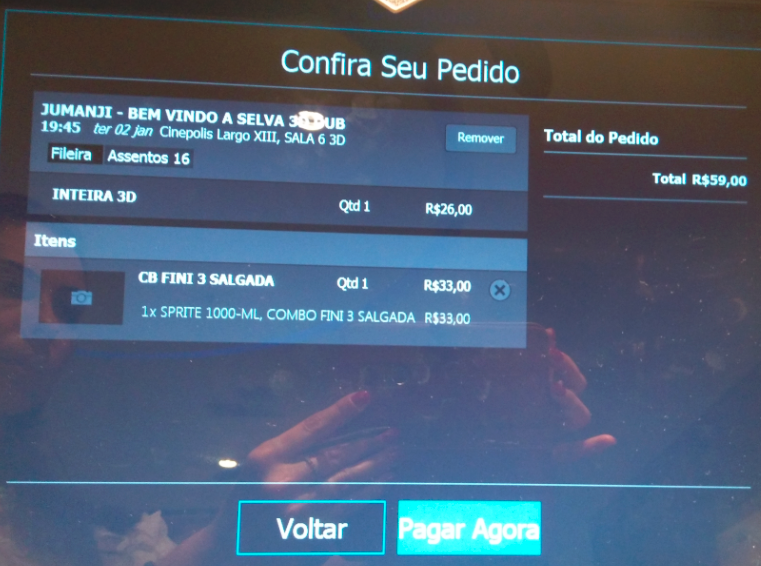 Confira Seu Pedido
JUMANJI - BEM VINDO A SELVA 3D DUB
19:45 ter 02 jan Cinepolis Largo XIII, SALA 6 3D
Remover
Fileira Assentos 16
INTEIRA 3D Qtd 1 R$26,00
Itens
CB FINI 3 SALGADA Qtd 1 R$33,00
1x SPRITE 1000-ML, COMBO FINI 3 SALGADA R$33,00
Total do Pedido
Total R$59,00
Voltar
Pagar Agora